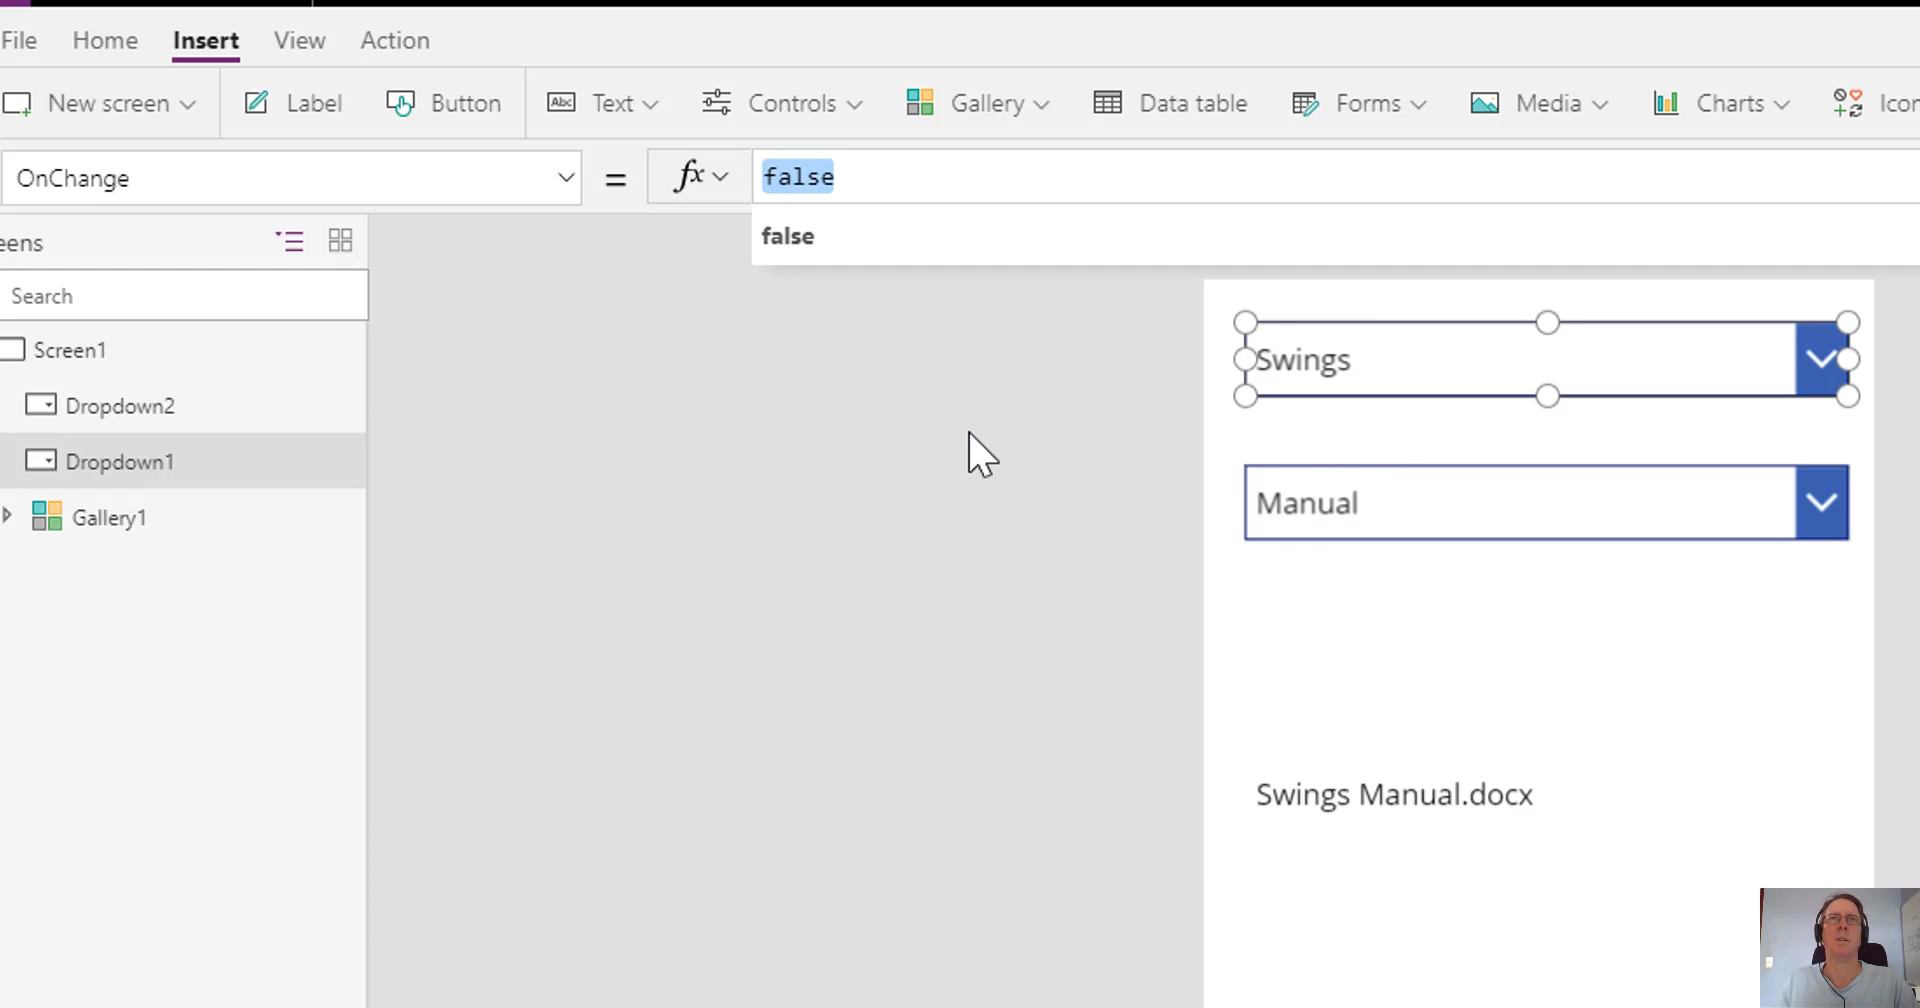 File Home Insert View Action
New screen Label Button Abc Text Controls Gallery Data table Forms Media Charts
OnChange = fx false
false
Search
Screen1
Dropdown2
Dropdown1
Gallery1
Swings
Manual
Swings Manual.docx